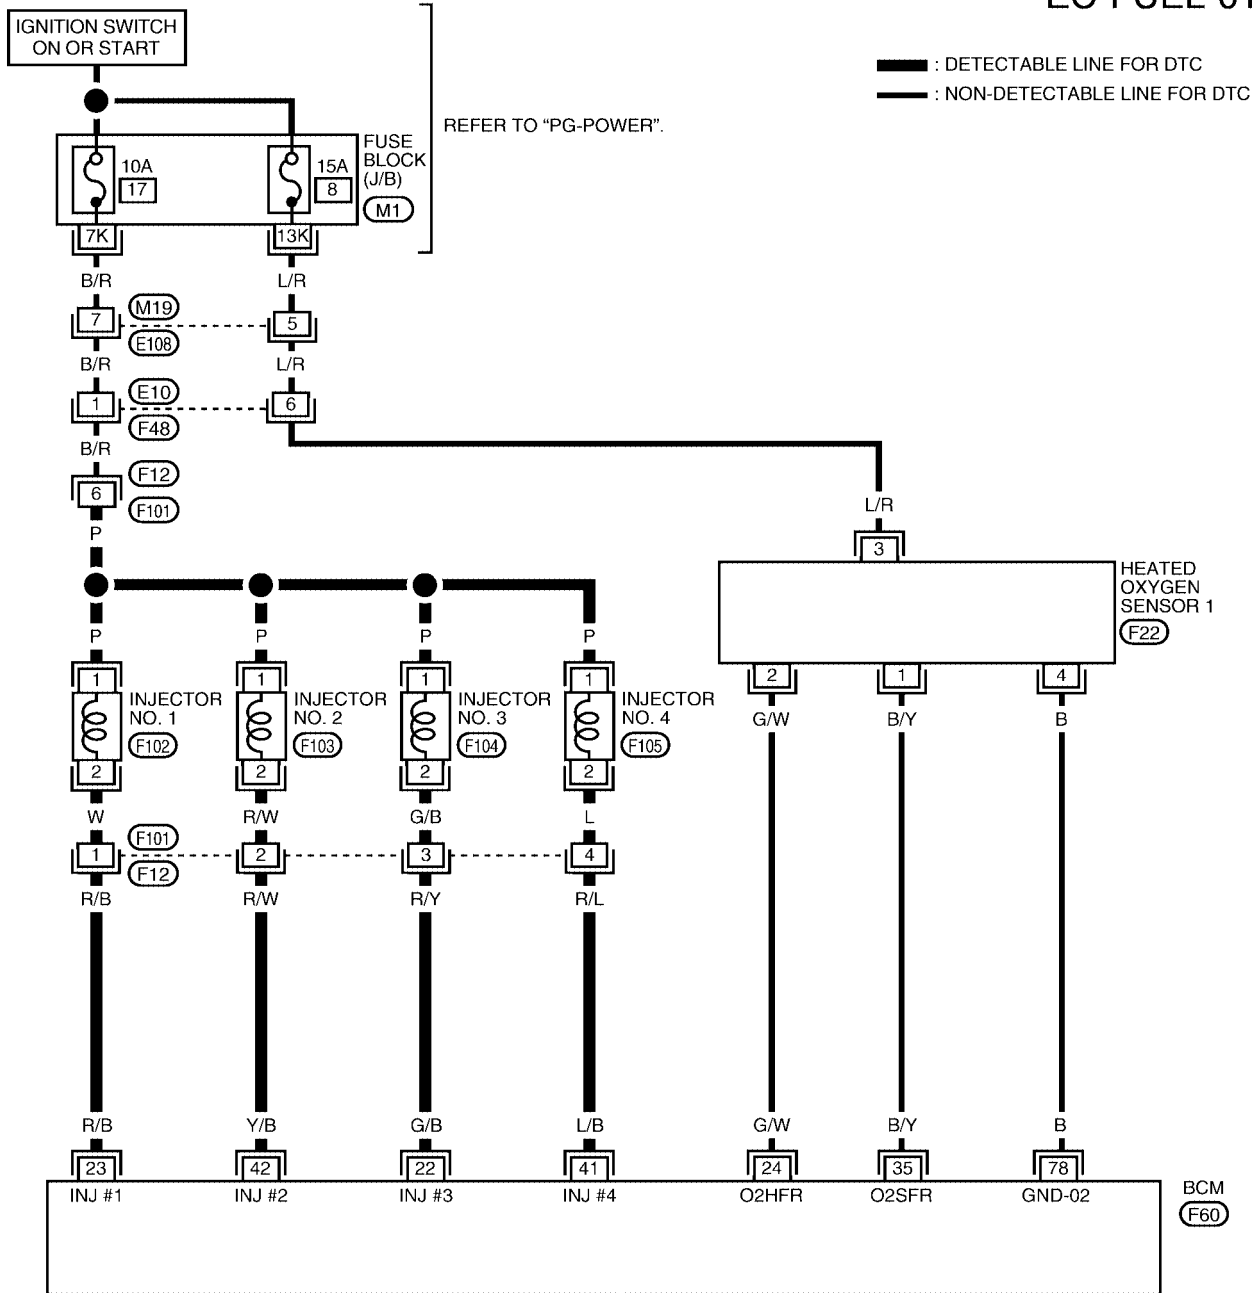 IGNITION SWITCH
ON OR START
: DETECTABLE LINE FOR DTC
: NON-DETECTABLE LINE FOR DTC
REFER TO “PG-POWER”.
10A
17
15A
8
FUSE
BLOCK
(J/B)
M1
7K
13K
B/R
L/R
7
M19
E108
5
B/R
L/R
1
E10
F48
6
B/R
6
F12
F101
P
L/R
3
HEATED
OXYGEN
SENSOR 1
F22
P
P
P
P
1
1
1
1
INJECTOR
NO. 1
F102
INJECTOR
NO. 2
F103
INJECTOR
NO. 3
F104
INJECTOR
NO. 4
F105
2
2
2
2
2
1
4
G/W
B/Y
B
W
R/W
G/B
L
1
F101
F12
2
3
4
R/B
R/W
R/Y
R/L
R/B
Y/B
G/B
L/B
G/W
B/Y
B
23
42
22
41
24
35
78
INJ #1
INJ #2
INJ #3
INJ #4
O2HFR
O2SFR
GND-02
BCM
F60